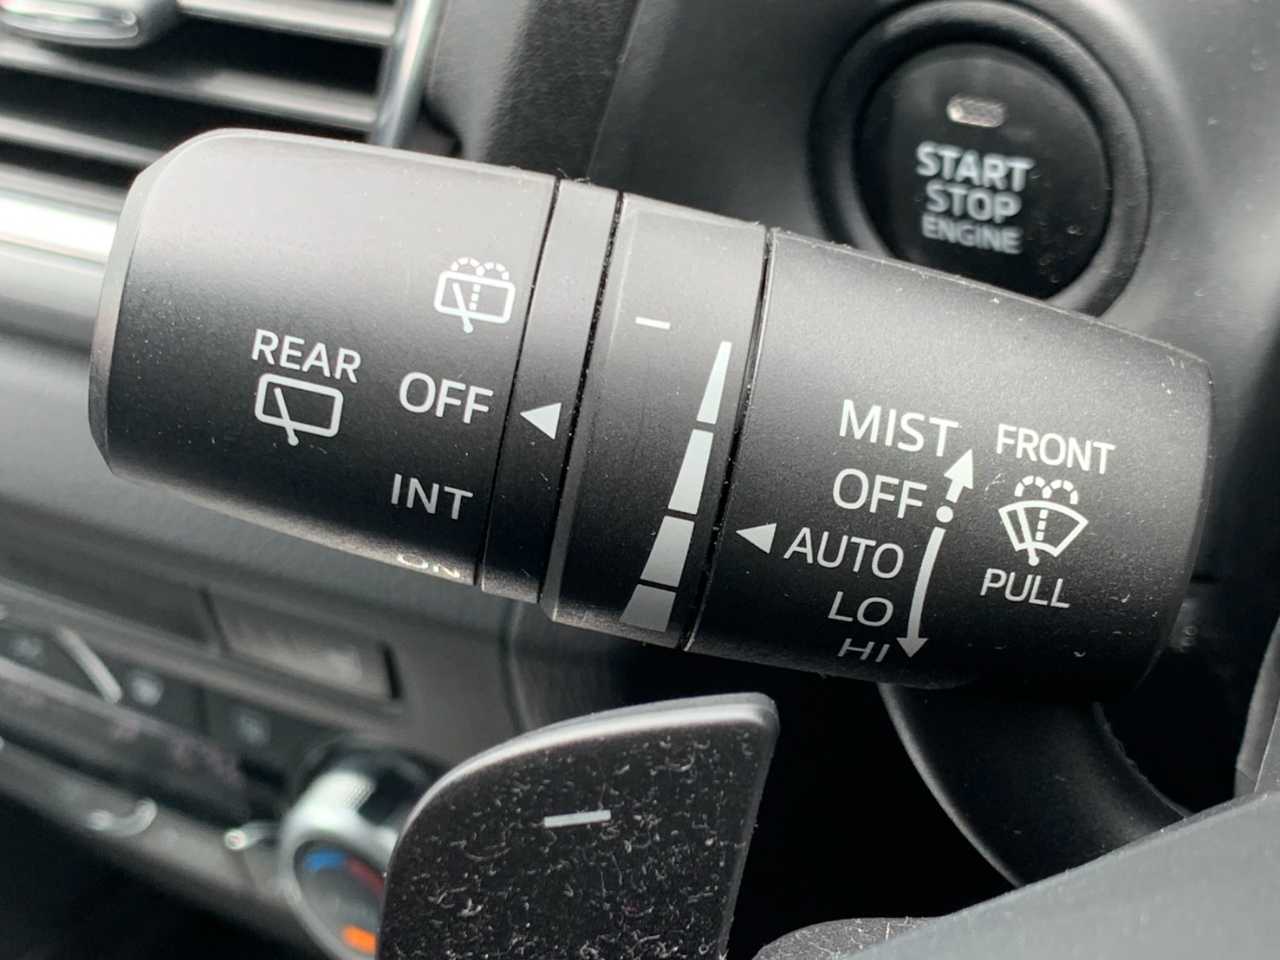 START
STOP
ENGINE
REAR
OFF
INT
ON
MIST
OFF
AUTO
LO
HI
FRONT
PULL